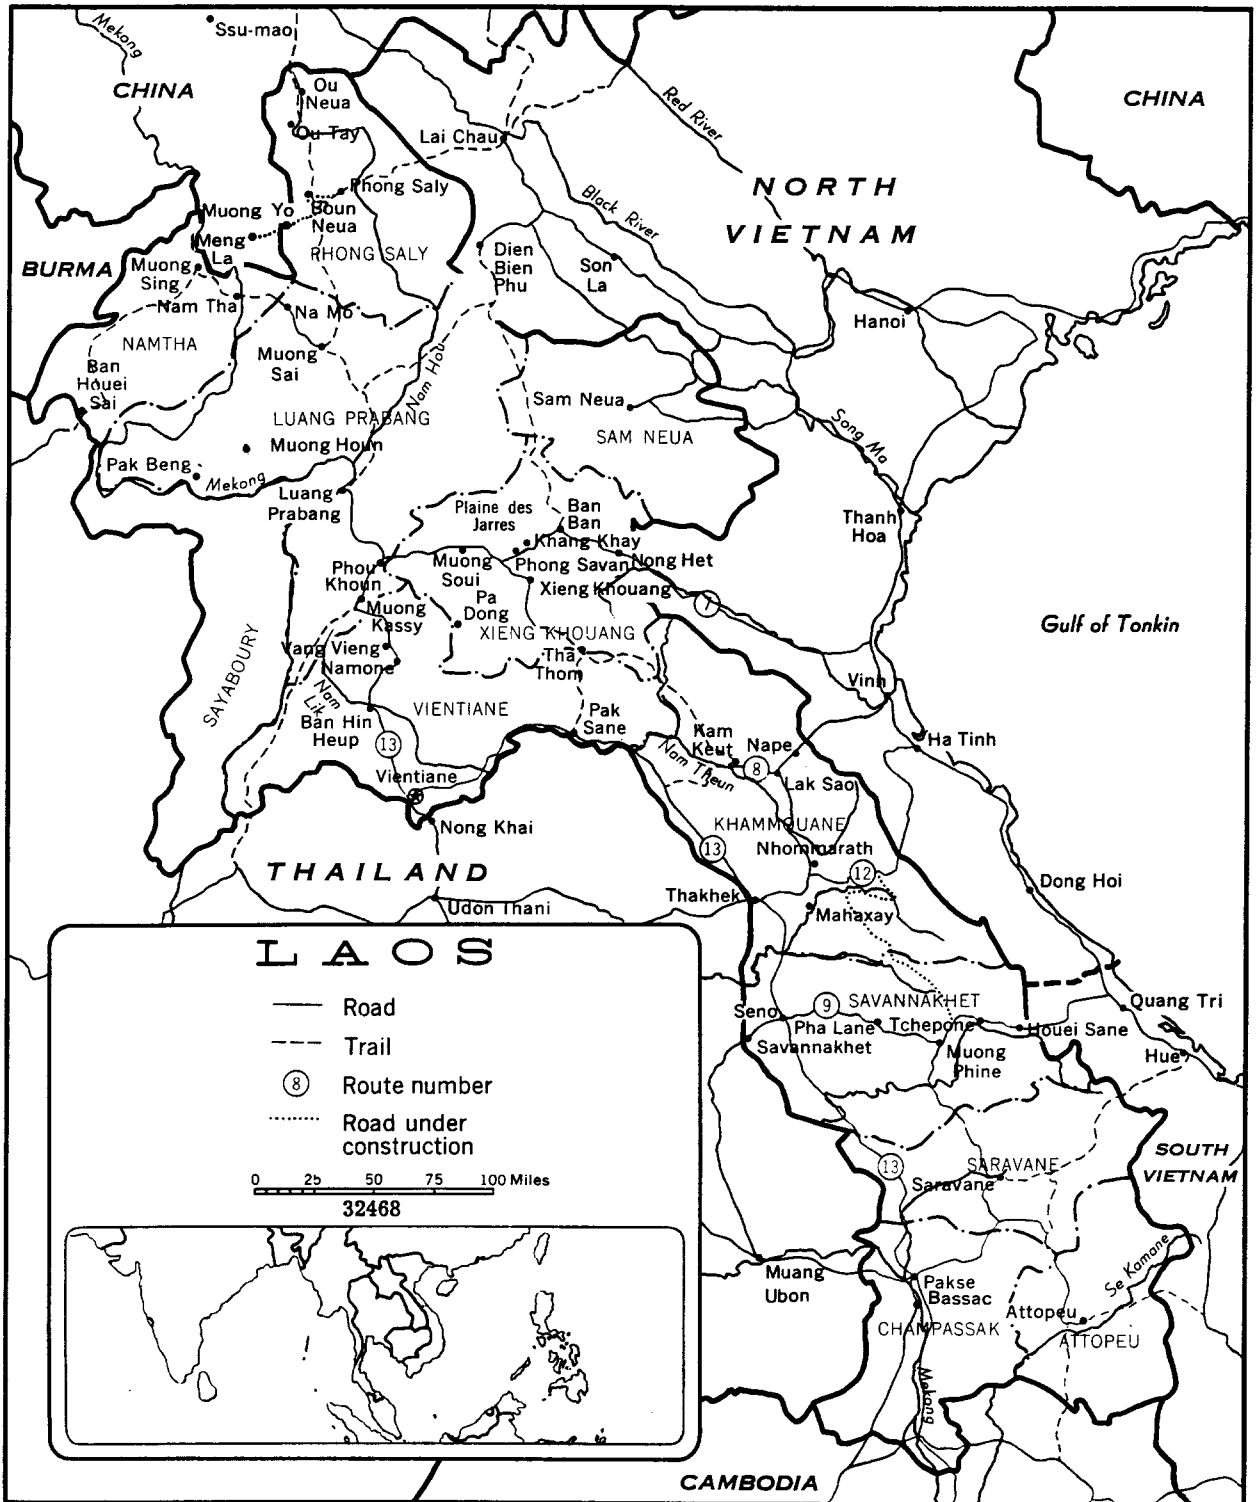 Mekong
Ssu-mao
CHINA
Ou
Neua
Ou Tay
Lai Chau
Red River
CHINA
Phong Saly
NORTH
VIETNAM
Black River
Muong Yo
Boun
Neua
Meng
La
PHONG SALY
BURMA
Muong
Sing
Dien
Bien
Phu
Son
La
Nam Tha
Na Mo
Hanoi
NAMTHA
Muong
Sai
Ban
Houei
Sai
Nam Hou
Sam Neua
LUANG PRABANG
SAM NEUA
Song Ma
Muong Houn
Pak Beng
Mekong
Luang
Prabang
Plaine des
Jarres
Ban
Ban
Thanh
Hoa
Khang Khay
Phou
Khoun
Muong
Soui
Phong Savan
Nong Het
Xieng Khouang
7
Muong
Kassy
Pa
Dong
XIENG KHOUANG
Gulf of Tonkin
Vang Vieng
Namone
Tha
Thom
SAYABOURY
Nam
Lik
Vinh
Ban Hin
Heup
VIENTIANE
Pak
Sane
Kam
Keut
Nape
Ha Tinh
13
Nam Theun
8
Vientiane
Lak Sao
Nong Khai
KHAMMOUANE
13
Nhommarath
THAILAND
12
Dong Hoi
Thakhek
Udon Thani
Mahaxay
LAOS
Road
Trail
8 Route number
Road under
construction
0 25 50 75 100 Miles
32468
9
SAVANNAKHET
Seno
Pha Lane
Tchepone
Houei Sane
Quang Tri
Savannakhet
Muong
Phine
Hue
SOUTH
VIETNAM
13
SARAVANE
Saravane
Muang
Ubon
Pakse
Bassac
Se Kamane
Attopeu
CHAMPASSAK
ATTOPEU
Mekong
CAMBODIA